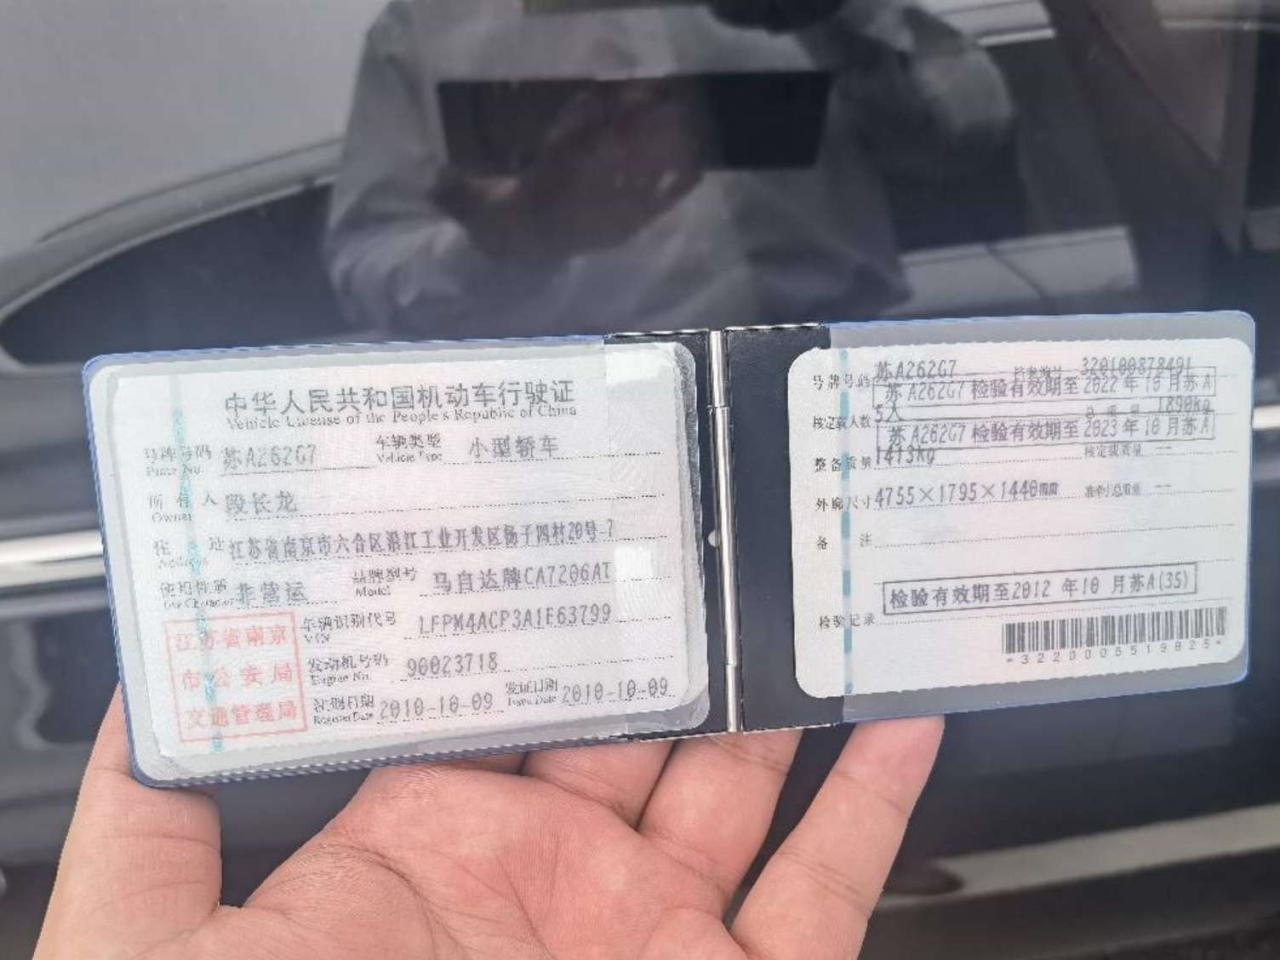 中华人民共和国机动车行驶证
Vehicle License of the People's Republic of China
号牌号码 Plate No. 苏A262G7 车辆类型 Vehicle Type 小型轿车
所有人 Owner 段长龙
住址 江苏省南京市六合区沿江工业开发区扬子四村20号-7
使用性质 Use Character 非营运 品牌型号 Model 马自达牌CA7206AT
江苏省南京
市公安局
交通管理局
车辆识别代号 VIN LFPM4ACP3A1E63799
发动机号码 Engine No. 90023718
注册日期 Register Date 2010-10-09 发证日期 Issue Date 2010-10-09
号牌号码 苏A262G7 320100878401
苏A262G7 检验有效期至2022年10月苏A
核定载人数 5人 总质量 1890kg
苏A262G7 检验有效期至2023年10月苏A
整备质量 1413kg 核定载质量 --
外廓尺寸 4755×1795×1440mm 准牵引总质量 --
备注
检验有效期至2012年10月苏A(35)
检验记录
*3220005519825*